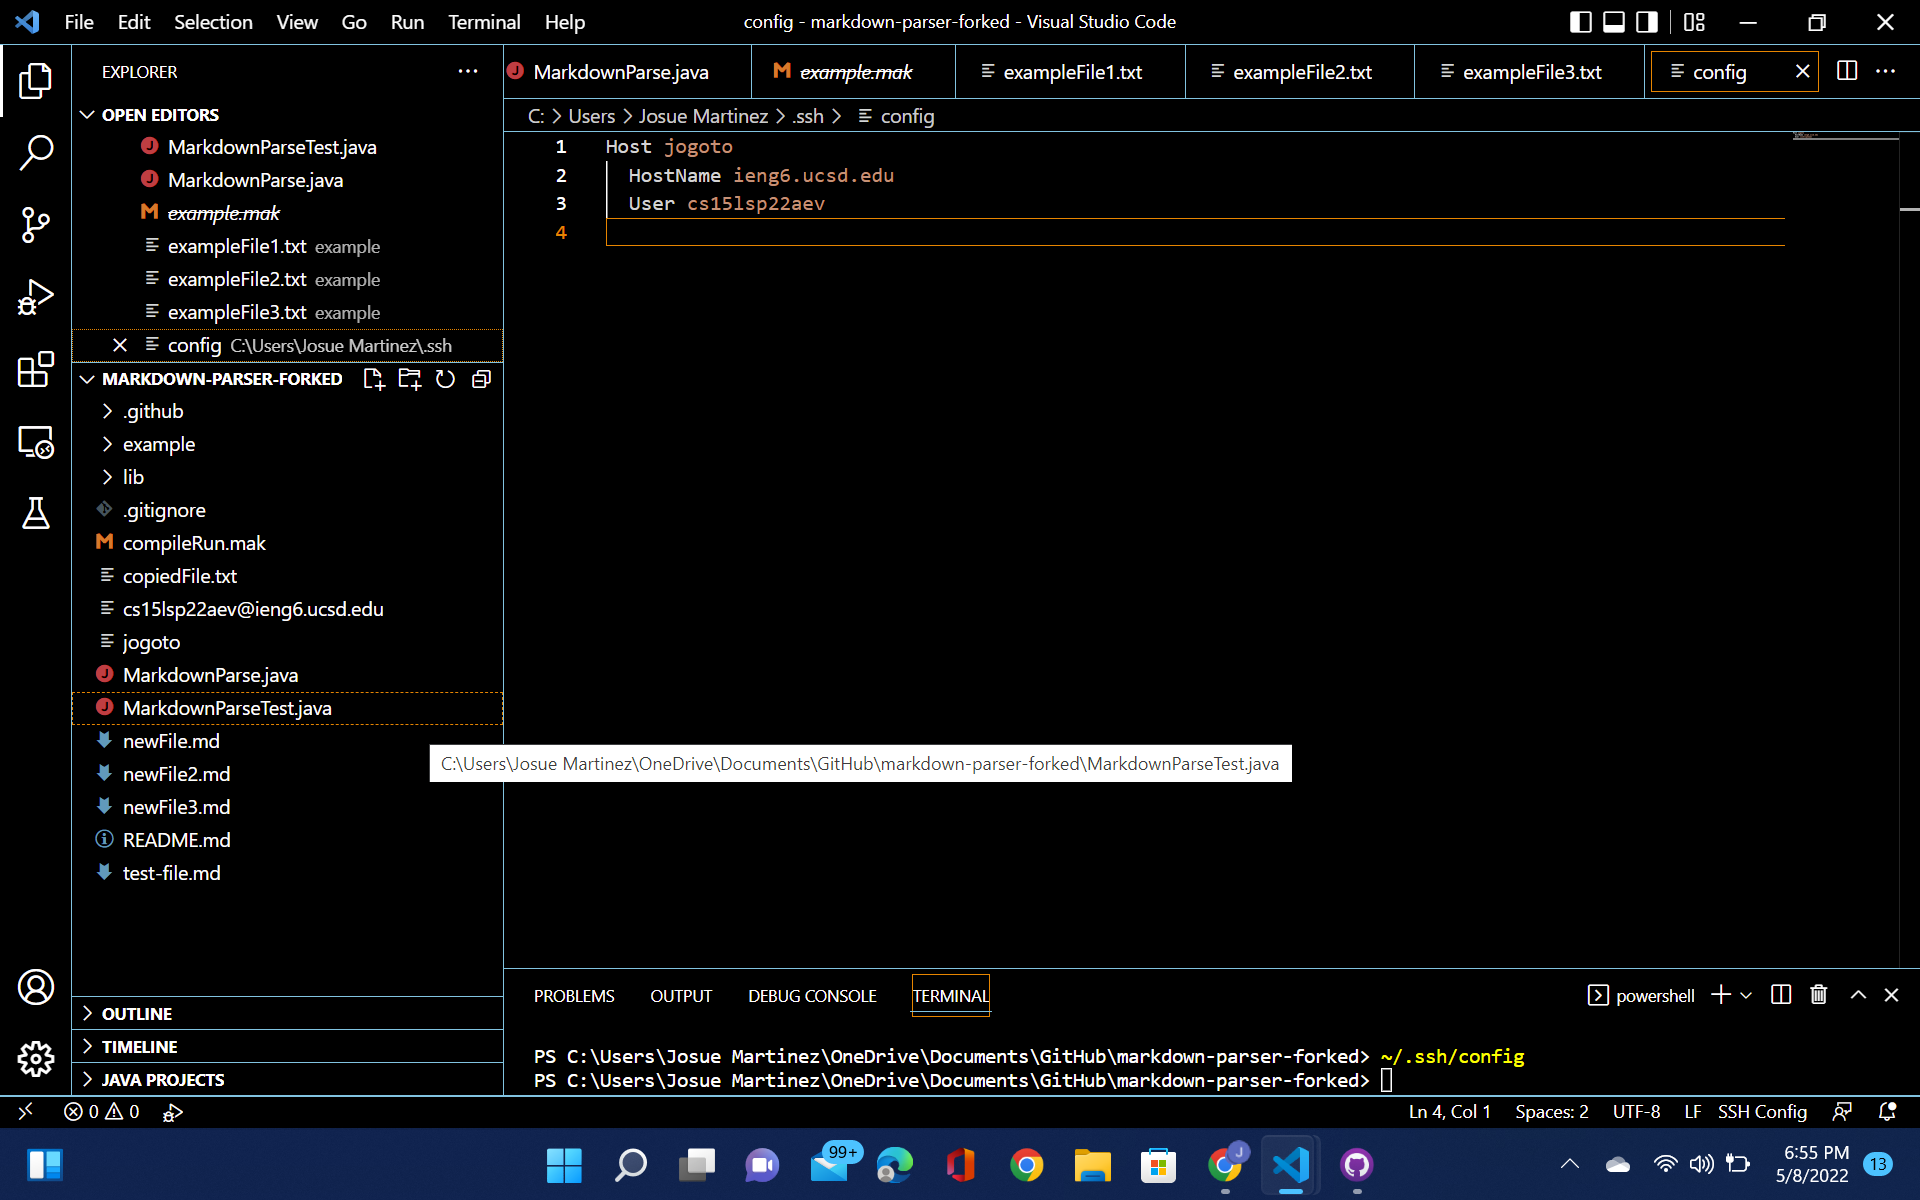 File Edit Selection View Go Run Terminal Help
config - markdown-parser-forked - Visual Studio Code
EXPLORER
OPEN EDITORS
MarkdownParseTest.java
MarkdownParse.java
example.mak
exampleFile1.txt example
exampleFile2.txt example
exampleFile3.txt example
config C:\Users\Josue Martinez\.ssh
MARKDOWN-PARSER-FORKED
.github
example
lib
.gitignore
compileRun.mak
copiedFile.txt
cs15lsp22aev@ieng6.ucsd.edu
jogoto
MarkdownParse.java
MarkdownParseTest.java
newFile.md
newFile2.md
newFile3.md
README.md
test-file.md
OUTLINE
TIMELINE
JAVA PROJECTS
MarkdownParse.java example.mak exampleFile1.txt exampleFile2.txt exampleFile3.txt config
C: > Users > Josue Martinez > .ssh > config
1 Host jogoto
2 HostName ieng6.ucsd.edu
3 User cs15lsp22aev
4
C:\Users\Josue Martinez\OneDrive\Documents\GitHub\markdown-parser-forked\MarkdownParseTest.java
PROBLEMS OUTPUT DEBUG CONSOLE TERMINAL powershell
PS C:\Users\Josue Martinez\OneDrive\Documents\GitHub\markdown-parser-forked> ~/.ssh/config
PS C:\Users\Josue Martinez\OneDrive\Documents\GitHub\markdown-parser-forked>
0 0 Ln 4, Col 1 Spaces: 2 UTF-8 LF SSH Config
99+ J 6:55 PM
5/8/2022 13